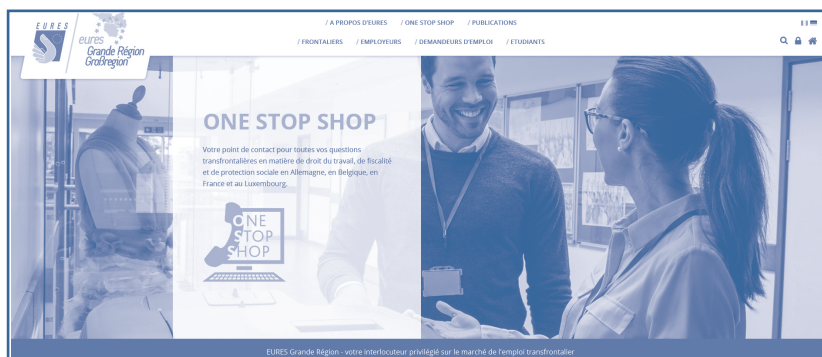 EURES
eures
Grande Région
Großregion
/ A PROPOS D'EURES / ONE STOP SHOP / PUBLICATIONS
/ FRONTALIERS / EMPLOYEURS / DEMANDEURS D'EMPLOI / ETUDIANTS
ONE STOP SHOP
Votre point de contact pour toutes vos questions
transfrontalières en matière de droit du travail, de fiscalité
et de protection sociale en Allemagne, en Belgique, en
France et au Luxembourg.
ONE
STOP
SHOP
EURES Grande Région - votre interlocuteur privilégié sur le marché de l'emploi transfrontalier